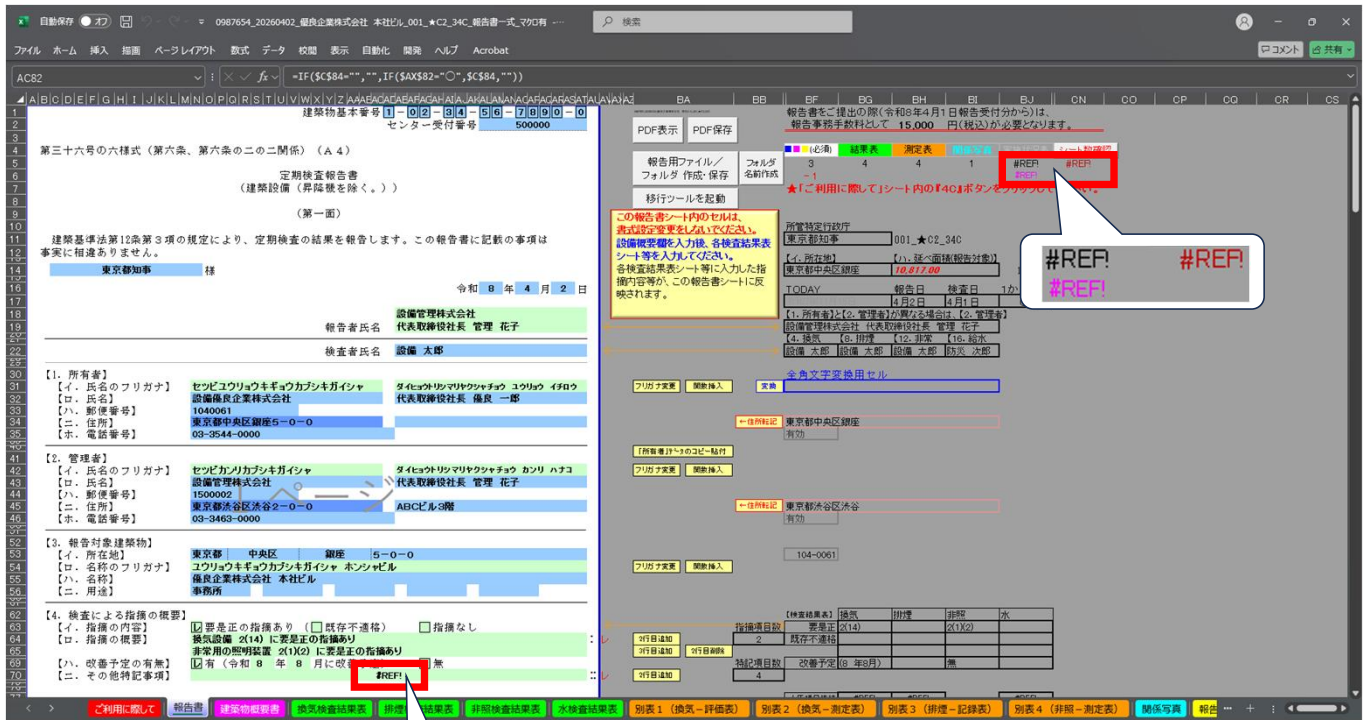 自動保存 オフ 0987654_20260402_優良企業株式会社 本社ビル_001_★C2_34C_報告書一式_マクロ有 … 検索
ファイル ホーム 挿入 描画 ページ レイアウト 数式 データ 校閲 表示 自動化 開発 ヘルプ Acrobat コメント 共有
AC82 fx =IF($C$84="","",IF($AX$82="○",$C$84,""))
BA BB BF BG BH BI BJ CN CO CP CQ CR CS
建築物基本番号 1 - 02 - 34 - 56 - 7890 - 0
センター受付番号 500000
PDF表示 PDF保存
報告書をご提出の際(令和8年4月1日報告受付分から)は、
報告事務手数料として 15,000 円(税込)が必要となります。
第三十六号の六様式(第六条、第六条の二の二関係)(A4)
■■■(必須) 結果表 測定表 関係写真
報告用ファイル/フォルダ 作成・保存 フォルダ名前作成
3 4 4 1 #REF! #REF!
-1 #REF!
定期検査報告書
(建築設備(昇降機を除く。))
★「ご利用に際して」シート内の『4C』ボタンを
移行ツールを起動
(第一面)
この報告書シート内のセルは、
書式設定変更をしないでください。
設備概要欄を入力後、各検査結果表シート等を入力してください。
各検査結果表シート等に入力した指摘内容等が、この報告書シートに反映されます。
建築基準法第12条第3項の規定により、定期検査の結果を報告します。この報告書に記載の事項は
事実に相違ありません。
東京都知事 様
所管特定行政庁
東京都知事 001_★C2_34C
【イ. 所在地】 【ハ. 延べ面積(報告対象)】
東京都中央区銀座 10,817.00
#REF! #REF!
#REF!
令和 8 年 4 月 2 日
TODAY 報告日 検査日
4月2日 4月1日
設備管理株式会社
報告者氏名 代表取締役社長 管理 花子
【1. 所有者】と【2. 管理者】が異なる場合は、【2. 管理者】
設備管理株式会社 代表取締役社長 管理 花子
【4. 換気 【8. 排煙 【12. 非常 【16. 給水
検査者氏名 設備 太郎
設備 太郎 設備 太郎 設備 太郎 防災 次郎
【1. 所有者】
全角文字変換用セル
【イ. 氏名のフリガナ】 セツビユウリョウキギョウカブシキガイシャ ダイヒョウトリシマリヤクシャチョウ ユウリョウ イチロウ
フリガナ変更 関数挿入 変換
【ロ. 氏名】 設備優良企業株式会社 代表取締役社長 優良 一郎
【ハ. 郵便番号】 1040061
【ニ. 住所】 東京都中央区銀座5-0-0
←住所転記 東京都中央区銀座
【ホ. 電話番号】 03-3544-0000
有効
【2. 管理者】
「所有者」データのコピー貼付
【イ. 氏名のフリガナ】 セツビカンリカブシキガイシャ ダイヒョウトリシマリヤクシャチョウ カンリ ハナコ
フリガナ変更 関数挿入
【ロ. 氏名】 設備管理株式会社 代表取締役社長 管理 花子
【ハ. 郵便番号】 1500002
【ニ. 住所】 東京都渋谷区渋谷2-0-0 ABCビル3階
←住所転記 東京都渋谷区渋谷
【ホ. 電話番号】 03-3463-0000
有効
1 ページ
【3. 報告対象建築物】
【イ. 所在地】 東京都 中央区 銀座 5-0-0
104-0061
【ロ. 名称のフリガナ】 ユウリョウキギョウカブシキガイシャ ホンシャビル
フリガナ変更 関数挿入
【ハ. 名称】 優良企業株式会社 本社ビル
【ニ. 用途】 事務所
【4. 検査による指摘の概要】
【検査結果表】 換気 排煙 非照 水
【イ. 指摘の内容】 要是正の指摘あり (既存不適格) 指摘なし
指摘項目数 要是正 2(14) 2(1)(2)
【ロ. 指摘の概要】 換気設備 2(14) に要是正の指摘あり
2行目追加 2 既存不適格
非常用の照明装置 2(1)(2) に要是正の指摘あり
3行目追加 2行目削除
【ハ. 改善予定の有無】 有 (令和 8 年 8 月に改善 無
特記項目数 改善予定 (8 年8月) 無
【ニ. その他特記事項】 #REF!
2行目追加 4
ご利用に際して 報告書 建築物概要書 換気検査結果表 結果表 非照検査結果表 水検査結果表 別表1 (換気-評価表) 別表2 (換気-測定表) 別表3 (排煙-記録表) 別表4 (非照-測定表) 関係写真 報告